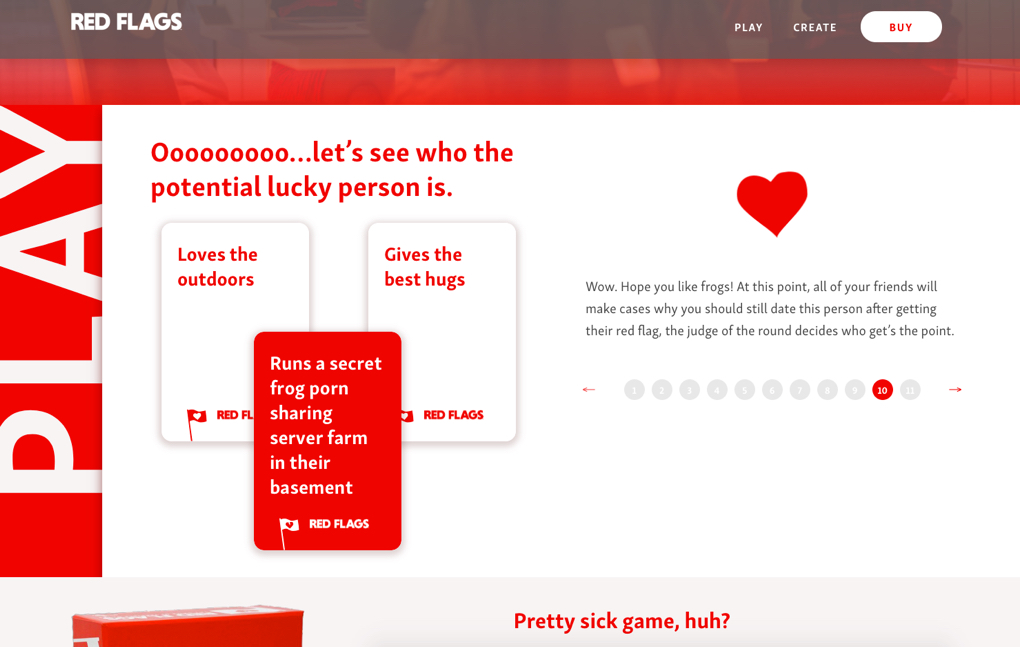 RED FLAGS
PLAY
CREATE
BUY
PLAY
Ooooooooo...let's see who the
potential lucky person is.
Loves the
outdoors
RED FL
Gives the
best hugs
RED FLAGS
Runs a secret
frog porn
sharing
server farm
in their
basement
RED FLAGS
Wow. Hope you like frogs! At this point, all of your friends will
make cases why you should still date this person after getting
their red flag, the judge of the round decides who get's the point.
← 1 2 3 4 5 6 7 8 9 10 11 →
Pretty sick game, huh?